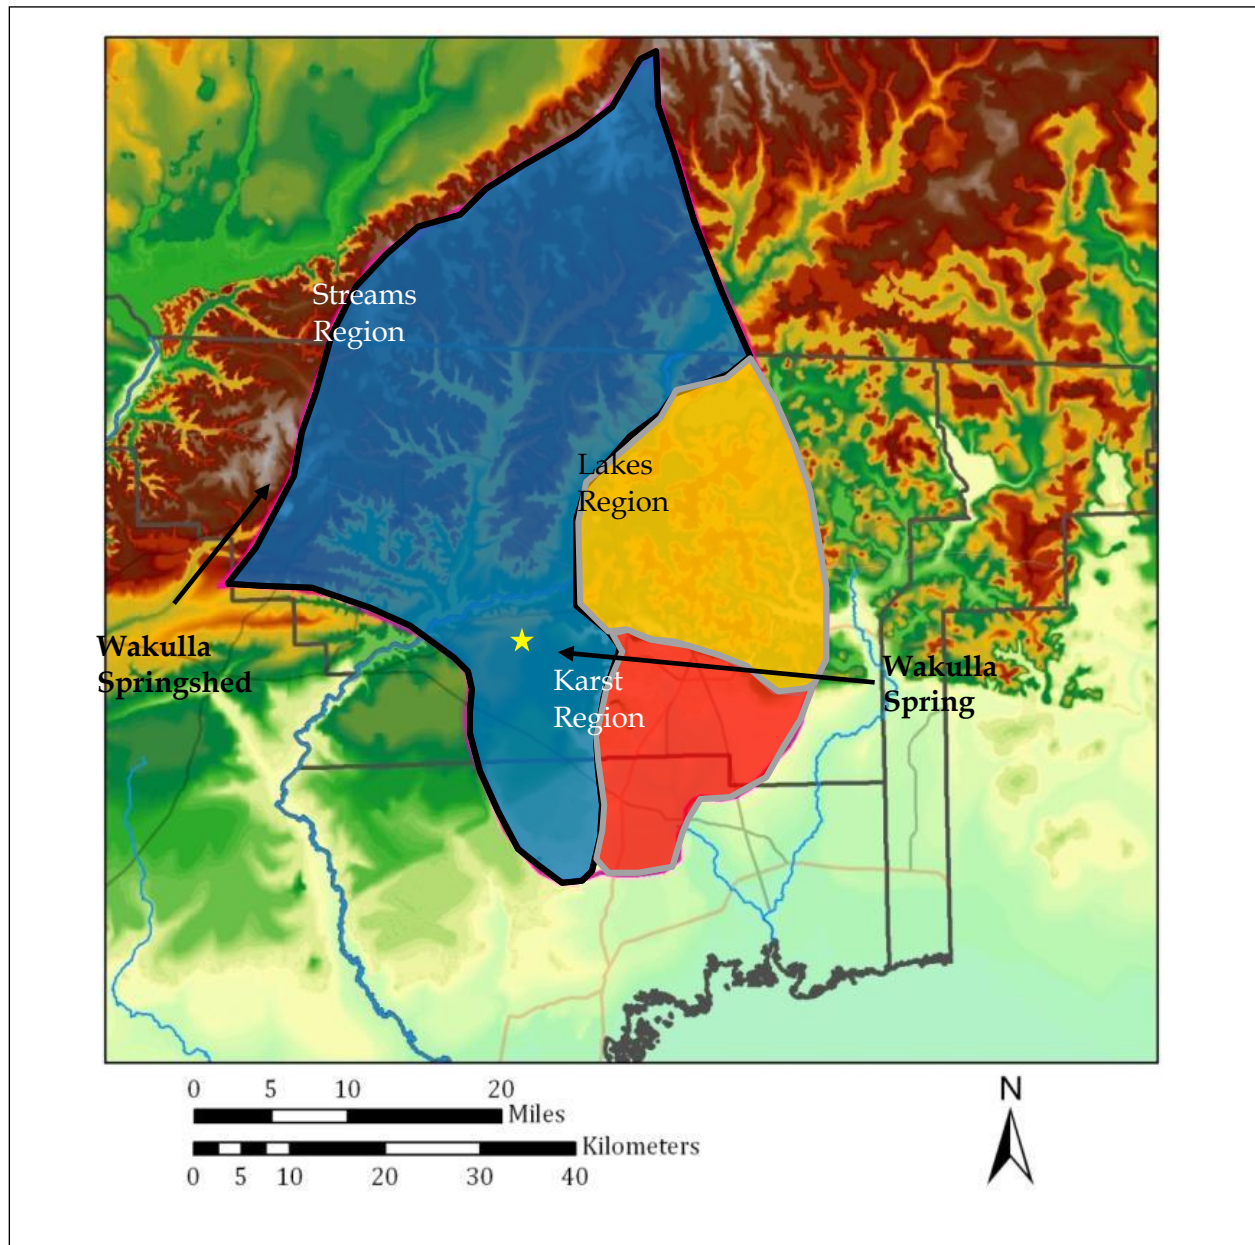 Streams
Region
Lakes
Region
Wakulla
Springshed
Karst
Region
Wakulla
Spring
0 5 10 20
Miles
Kilometers
0 5 10 20 30 40
N